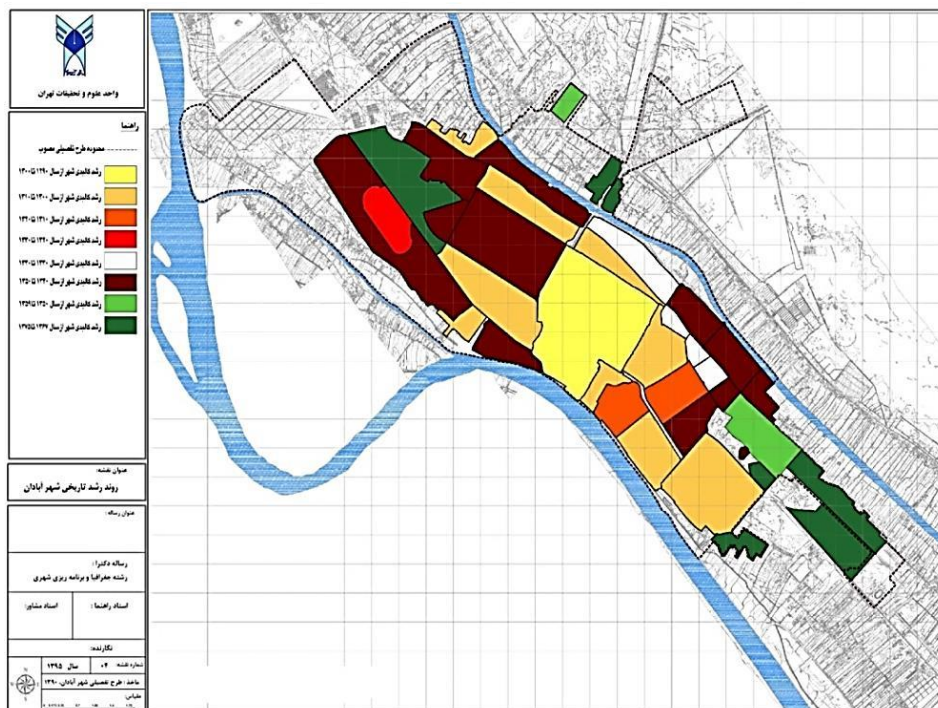 واحد علوم و تحقیقات تهران
راهنما
محدوده طرح تفصیلی مصوب
رشد کالبدی شهر از سال ۱۲۹۰ تا ۱۳۰۰
رشد کالبدی شهر از سال ۱۳۰۰ تا ۱۳۱۰
رشد کالبدی شهر از سال ۱۳۱۰ تا ۱۳۲۰
رشد کالبدی شهر از سال ۱۳۲۰ تا ۱۳۳۰
رشد کالبدی شهر از سال ۱۳۳۰ تا ۱۳۴۰
رشد کالبدی شهر از سال ۱۳۴۰ تا ۱۳۵۰
رشد کالبدی شهر از سال ۱۳۵۰ تا ۱۳۵۹
رشد کالبدی شهر از سال ۱۳۶۷ تا ۱۳۷۵
عنوان نقشه:
روند رشد تاریخی شهر آبادان
عنوان رساله:
رساله دکترا:
رشته جغرافیا و برنامه ریزی شهری
استاد راهنما:
استاد مشاور:
نگارنده:
شماره نقشه: ۰۴
سال ۱۳۹۵
ماخذ: طرح تفصیلی شهر آبادان، ۱۳۹۰
مقیاس: